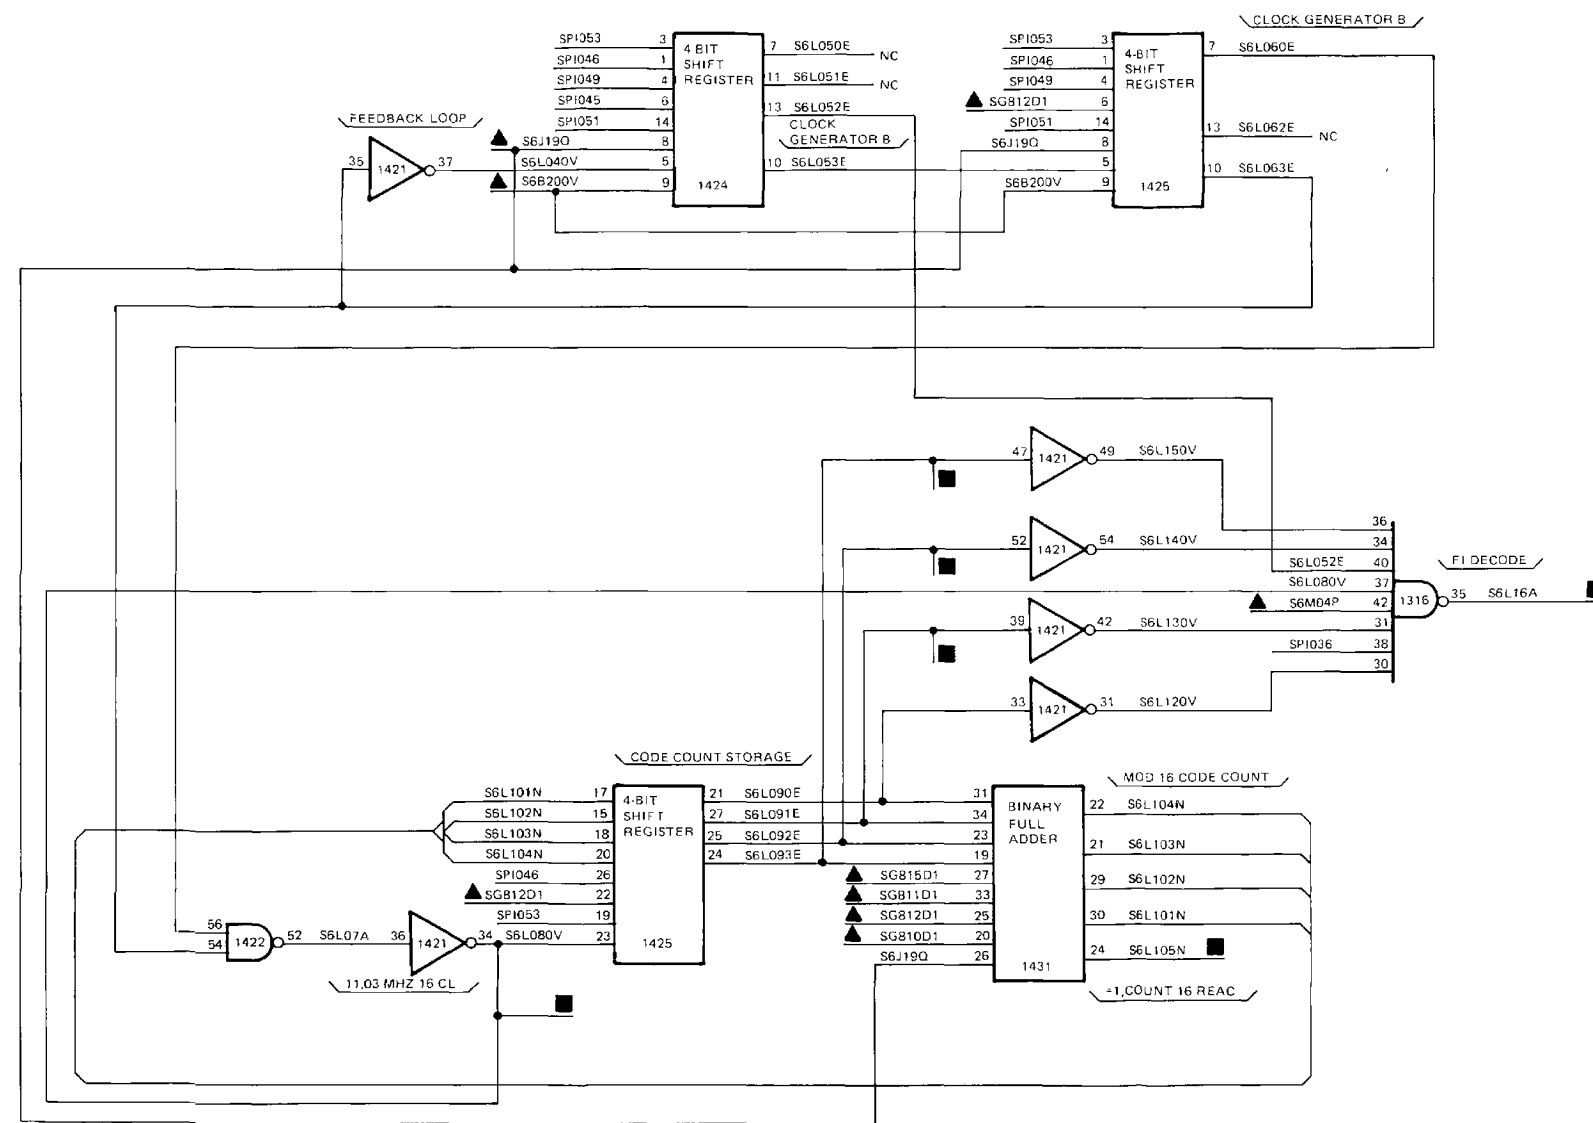 CLOCK GENERATOR B
SPI053 3
SPI046 1
SPI049 4
SPI045 6
SPI051 14
S6J19Q 8
S6L040V 5
S6B200V 9
4 BIT
SHIFT
REGISTER
1424
7 S6L050E NC
11 S6L051E NC
13 S6L052E
CLOCK
GENERATOR B
10 S6L053E
SPI053 3
SPI046 1
SPI049 4
SG812D1 6
SPI051 14
S6J19Q 8
5
S6B200V 9
4-BIT
SHIFT
REGISTER
1425
7 S6L060E
13 S6L062E NC
10 S6L063E
FEEDBACK LOOP
35 1421 37
47 1421 49 S6L150V
52 1421 54 S6L140V
39 1421 42 S6L130V
33 1421 31 S6L120V
36
34
S6L052E 40
S6L080V 37
S6M04P 42
31
SPI036 38
30
FI DECODE
1316 35 S6L16A
CODE COUNT STORAGE
S6L101N 17
S6L102N 15
S6L103N 18
S6L104N 20
SPI046 26
SG812D1 22
SPI053 19
S6L080V 23
4-BIT
SHIFT
REGISTER
1425
21 S6L090E
27 S6L091E
25 S6L092E
24 S6L093E
31
34
23
19
SG815D1 27
SG811D1 33
SG812D1 25
SG810D1 20
S6J19Q 26
BINARY
FULL
ADDER
1431
MOD 16 CODE COUNT
22 S6L104N
21 S6L103N
29 S6L102N
30 S6L101N
24 S6L105N
=1,COUNT 16 REAC
56
54
1422 52 S6L07A 36 1421 34
11,03 MHZ 16 CL